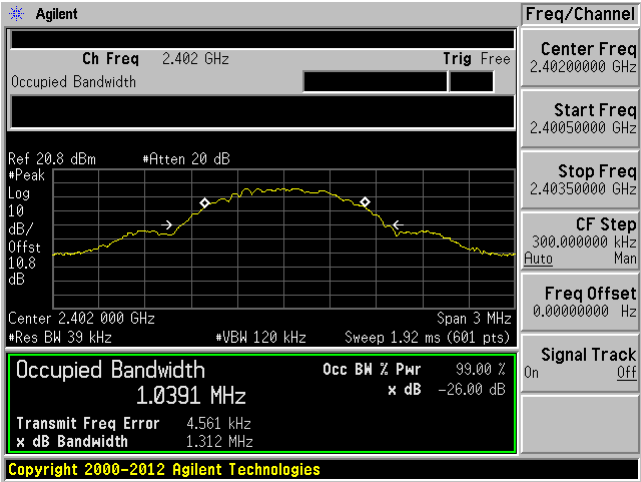 Agilent
Freq/Channel
Ch Freq 2.402 GHz Trig Free
Occupied Bandwidth
Center Freq
2.40200000 GHz
Start Freq
2.40050000 GHz
Stop Freq
2.40350000 GHz
CF Step
300.000000 kHz
Auto Man
Freq Offset
0.00000000 Hz
Signal Track
On Off
Ref 20.8 dBm #Atten 20 dB
#Peak
Log
10
dB/
Offst
10.8
dB
Center 2.402 000 GHz Span 3 MHz
#Res BW 39 kHz #VBW 120 kHz Sweep 1.92 ms (601 pts)
Occupied Bandwidth Occ BW % Pwr 99.00 %
1.0391 MHz x dB -26.00 dB
Transmit Freq Error 4.561 kHz
x dB Bandwidth 1.312 MHz
Copyright 2000-2012 Agilent Technologies